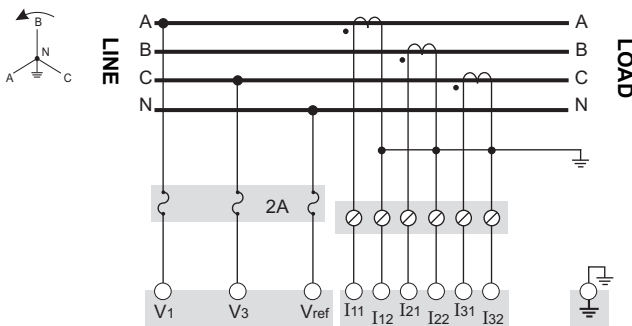 B
N
A C
LINE
A A
B B
C C
N N
LOAD
2A
V1 V3 Vref I11 I12 I21 I22 I31 I32